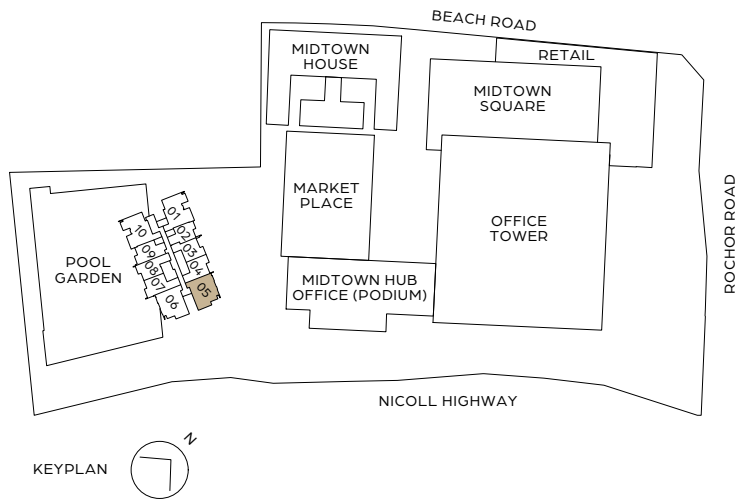 BEACH ROAD
MIDTOWN
HOUSE
RETAIL
MIDTOWN
SQUARE
MARKET
PLACE
OFFICE
TOWER
ROCHOR ROAD
01
02
03
04
05
10
09
08
07
06
POOL
GARDEN
MIDTOWN HUB
OFFICE (PODIUM)
NICOLL HIGHWAY
N
KEYPLAN